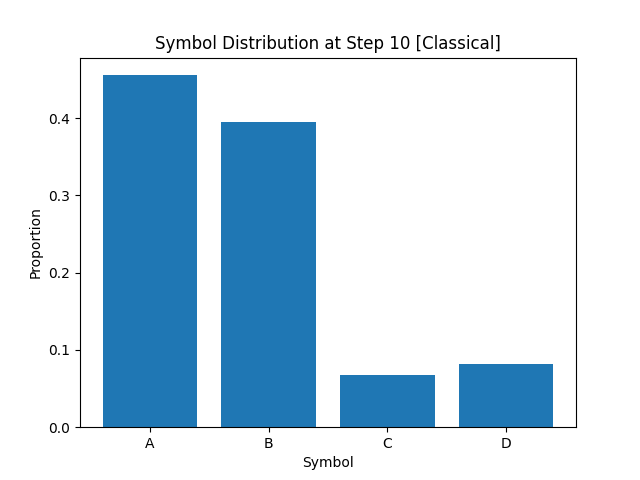 Symbol Distribution at Step 10 [Classical]
0.4
0.3
0.2
0.1
0.0
Proportion
A B C D
Symbol